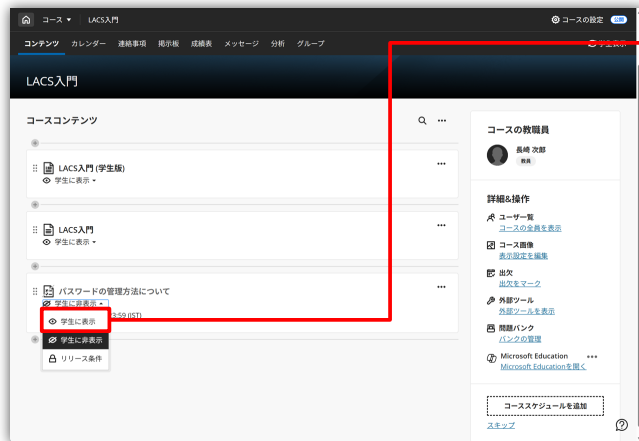 コース ▼ LACS入門 コースの設定 公開
コンテンツ カレンダー 連絡事項 掲示板 成績表 メッセージ 分析 グループ 学生表示
LACS入門
コースコンテンツ
LACS入門 (学生版)
学生に表示
LACS入門
学生に表示
パスワードの管理方法について
学生に非表示
3:59 (JST)
学生に表示
学生に非表示
リリース条件
コースの教職員
長崎 次郎
教員
詳細&操作
ユーザ一覧
コースの全員を表示
コース画像
表示設定を編集
出欠
出欠をマーク
外部ツール
外部ツールを表示
問題バンク
バンクの管理
Microsoft Education
Microsoft Educationを開く
コーススケジュールを追加
スキップ